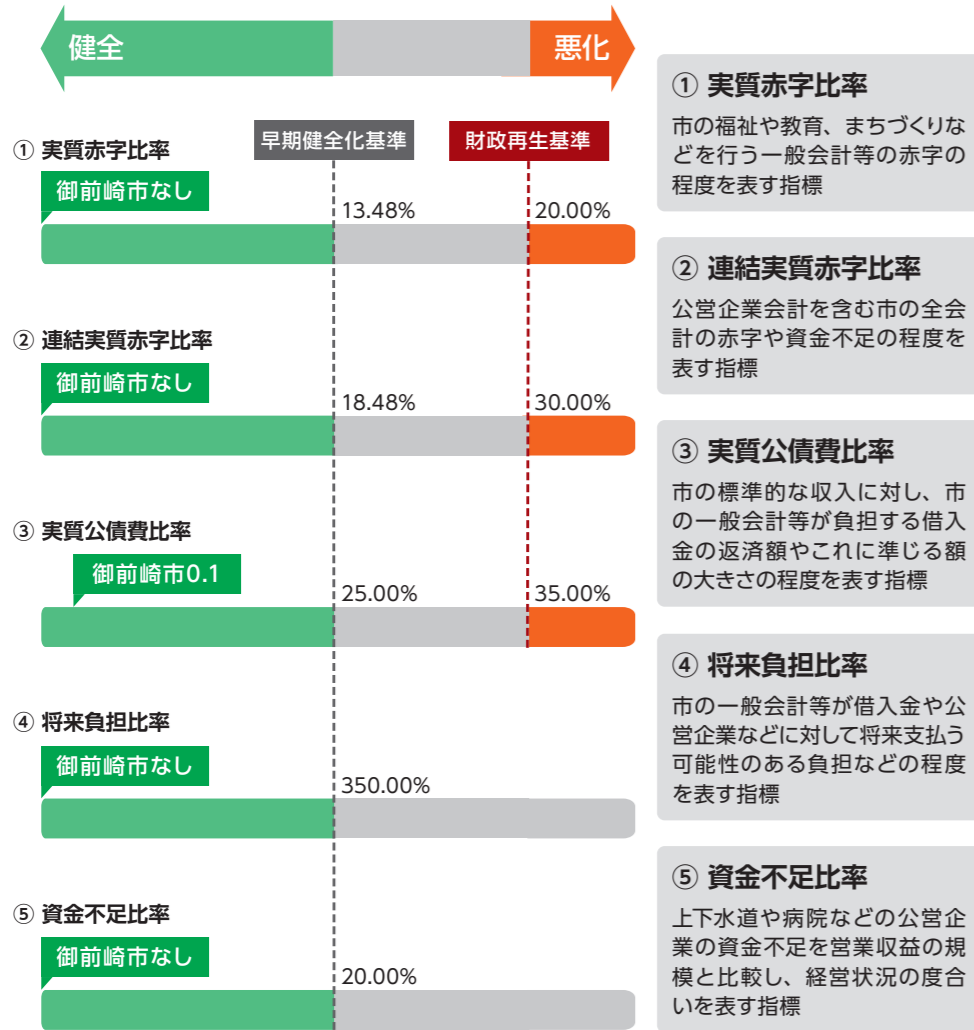 健全
悪化
早期健全化基準
財政再生基準
① 実質赤字比率
御前崎市なし
13.48%
20.00%
② 連結実質赤字比率
御前崎市なし
18.48%
30.00%
③ 実質公債費比率
御前崎市0.1
25.00%
35.00%
④ 将来負担比率
御前崎市なし
350.00%
⑤ 資金不足比率
御前崎市なし
20.00%
① 実質赤字比率
市の福祉や教育、まちづくりな
どを行う一般会計等の赤字の
程度を表す指標
② 連結実質赤字比率
公営企業会計を含む市の全会
計の赤字や資金不足の程度を
表す指標
③ 実質公債費比率
市の標準的な収入に対し、市
の一般会計等が負担する借入
金の返済額やこれに準じる額
の大きさの程度を表す指標
④ 将来負担比率
市の一般会計等が借入金や公
営企業などに対して将来支払う
可能性のある負担などの程度
を表す指標
⑤ 資金不足比率
上下水道や病院などの公営企
業の資金不足を営業収益の規
模と比較し、経営状況の度合
いを表す指標